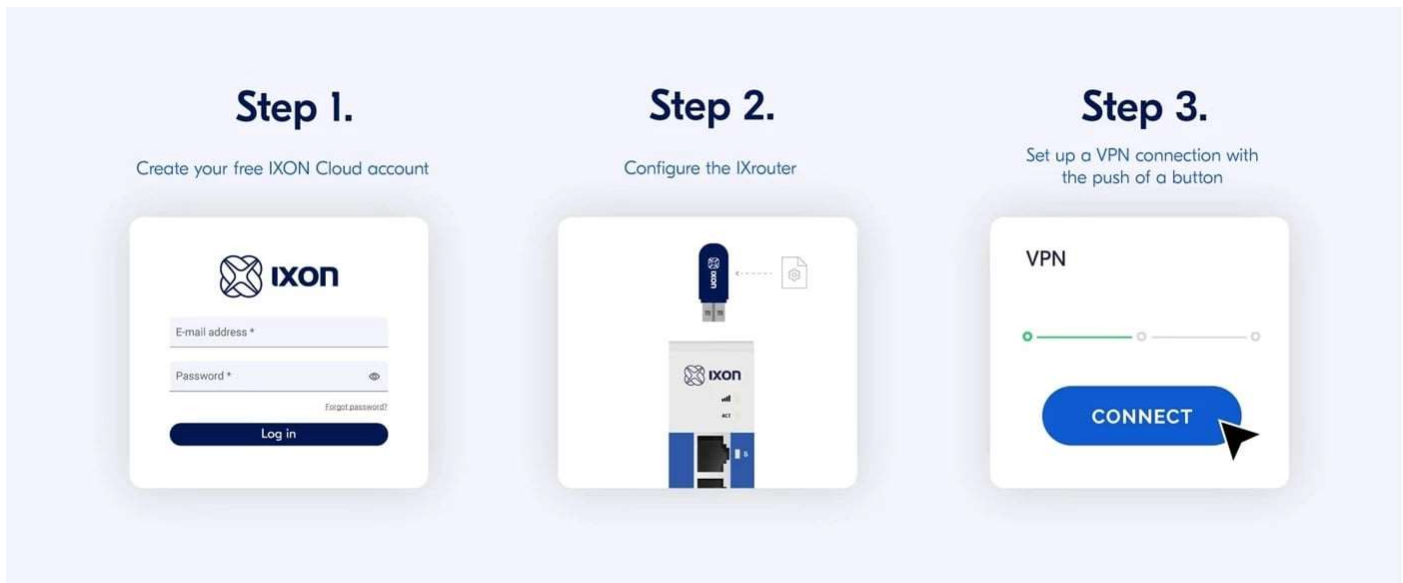 Step 1.
Create your free IXON Cloud account
IXON
E-mail address *
Password *
Forgot password?
Log in
Step 2.
Configure the IXrouter
IXON
IXON
ACT
Step 3.
Set up a VPN connection with
the push of a button
VPN
CONNECT